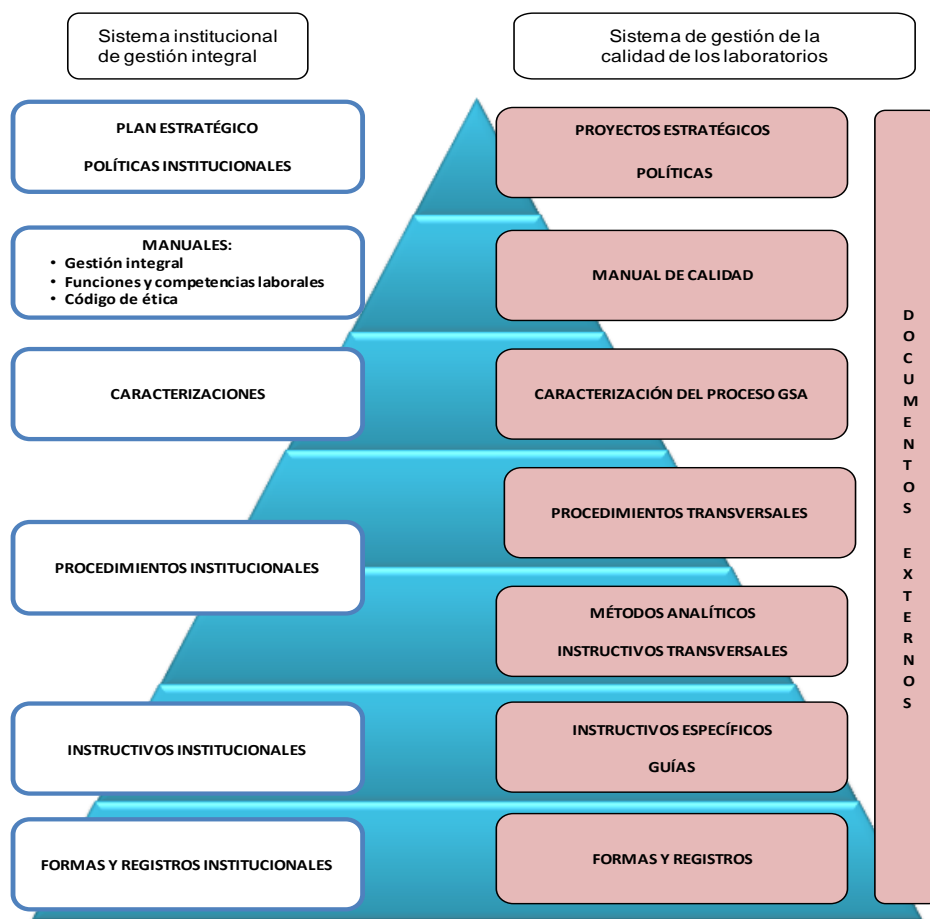 Sistema institucional
de gestión integral
Sistema de gestión de la
calidad de los laboratorios
PLAN ESTRATÉGICO
POLÍTICAS INSTITUCIONALES
PROYECTOS ESTRATÉGICOS
POLÍTICAS
MANUALES:
• Gestión integral
• Funciones y competencias laborales
• Código de ética
MANUAL DE CALIDAD
CARACTERIZACIONES
CARACTERIZACIÓN DEL PROCESO GSA
PROCEDIMIENTOS TRANSVERSALES
PROCEDIMIENTOS INSTITUCIONALES
MÉTODOS ANALÍTICOS
INSTRUCTIVOS TRANSVERSALES
INSTRUCTIVOS INSTITUCIONALES
INSTRUCTIVOS ESPECÍFICOS
GUÍAS
FORMAS Y REGISTROS INSTITUCIONALES
FORMAS Y REGISTROS
DOCUMENTOS EXTERNOS